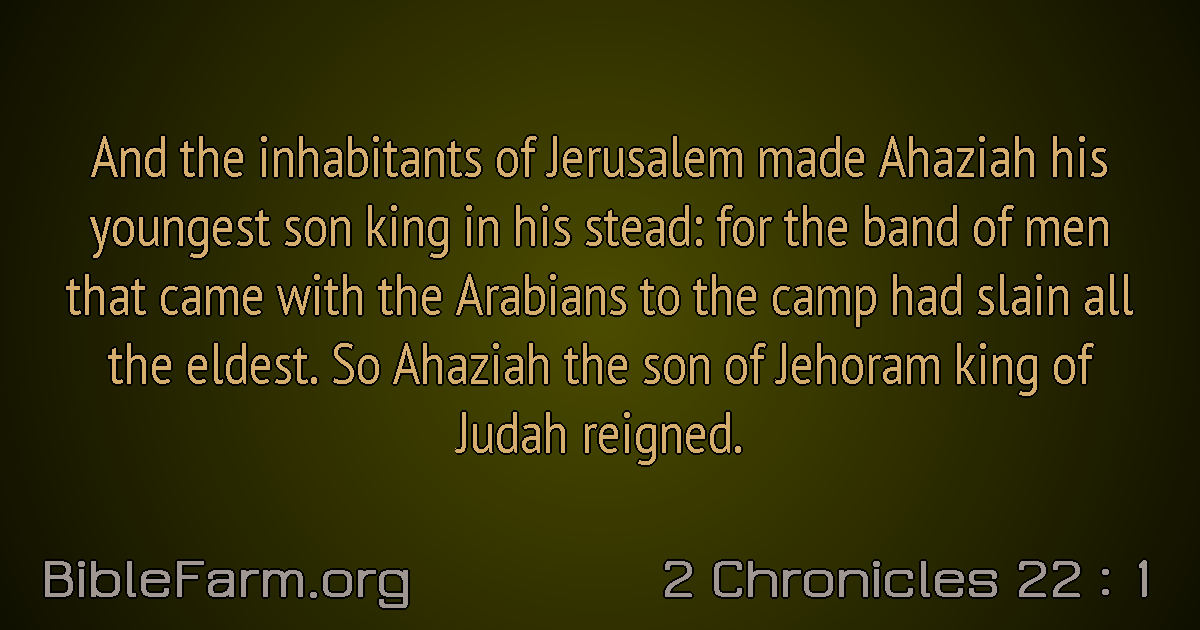 And the inhabitants of Jerusalem made Ahaziah his
youngest son king in his stead: for the band of men
that came with the Arabians to the camp had slain all
the eldest. So Ahaziah the son of Jehoram king of
Judah reigned.
BibleFarm.org
2 Chronicles 22 : 1